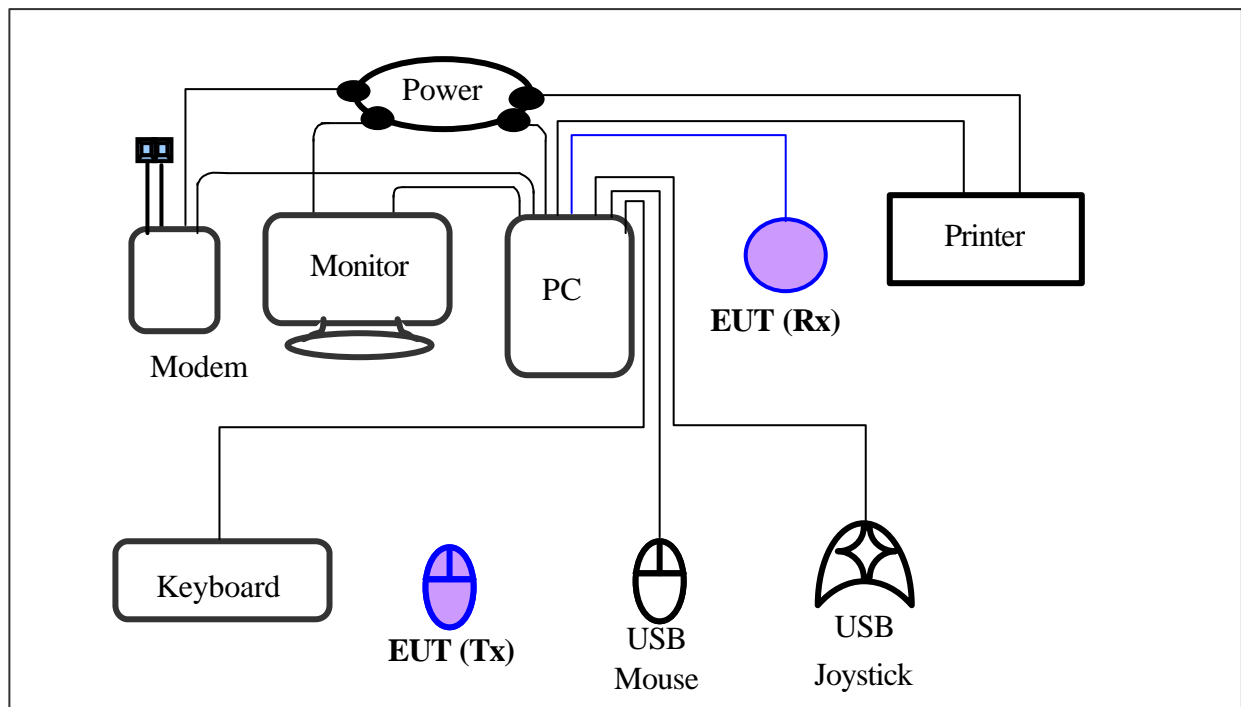 Power
Printer
Monitor
PC
EUT (Rx)
Modem
Keyboard
EUT (Tx)
USB
Mouse
USB
Joystick